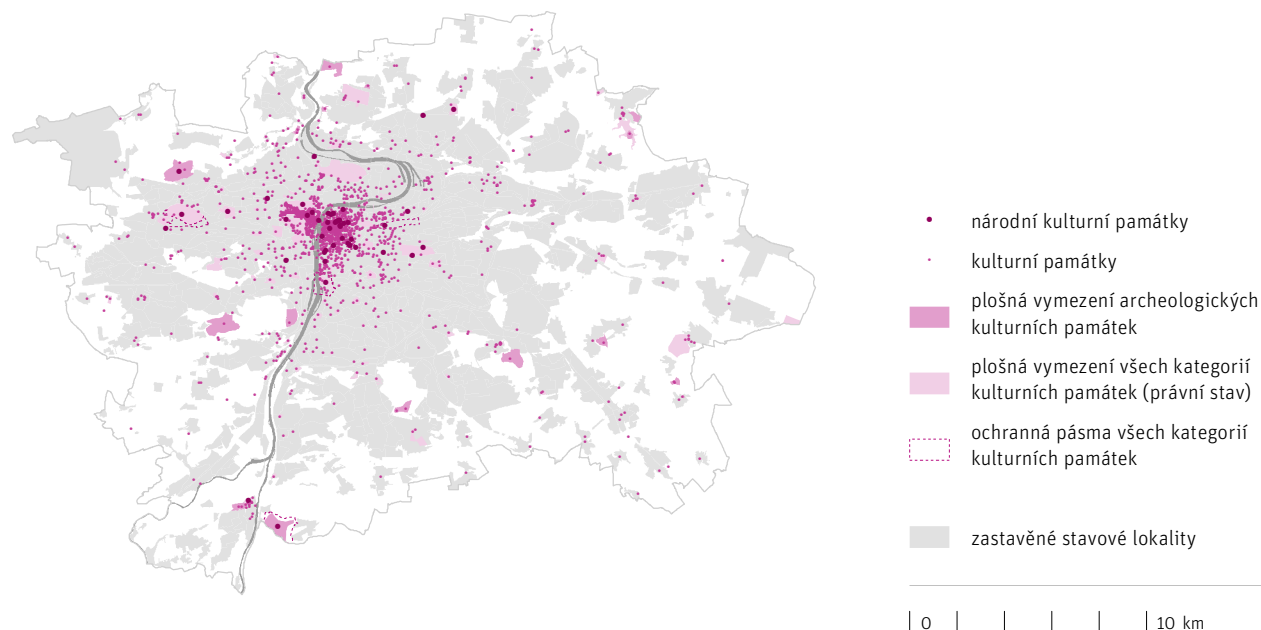 národní kulturní památky
kulturní památky
plošná vymezení archeologických
kulturních památek
plošná vymezení všech kategorií
kulturních památek (právní stav)
ochranná pásma všech kategorií
kulturních památek
zastavěné stavové lokality
0 10 km